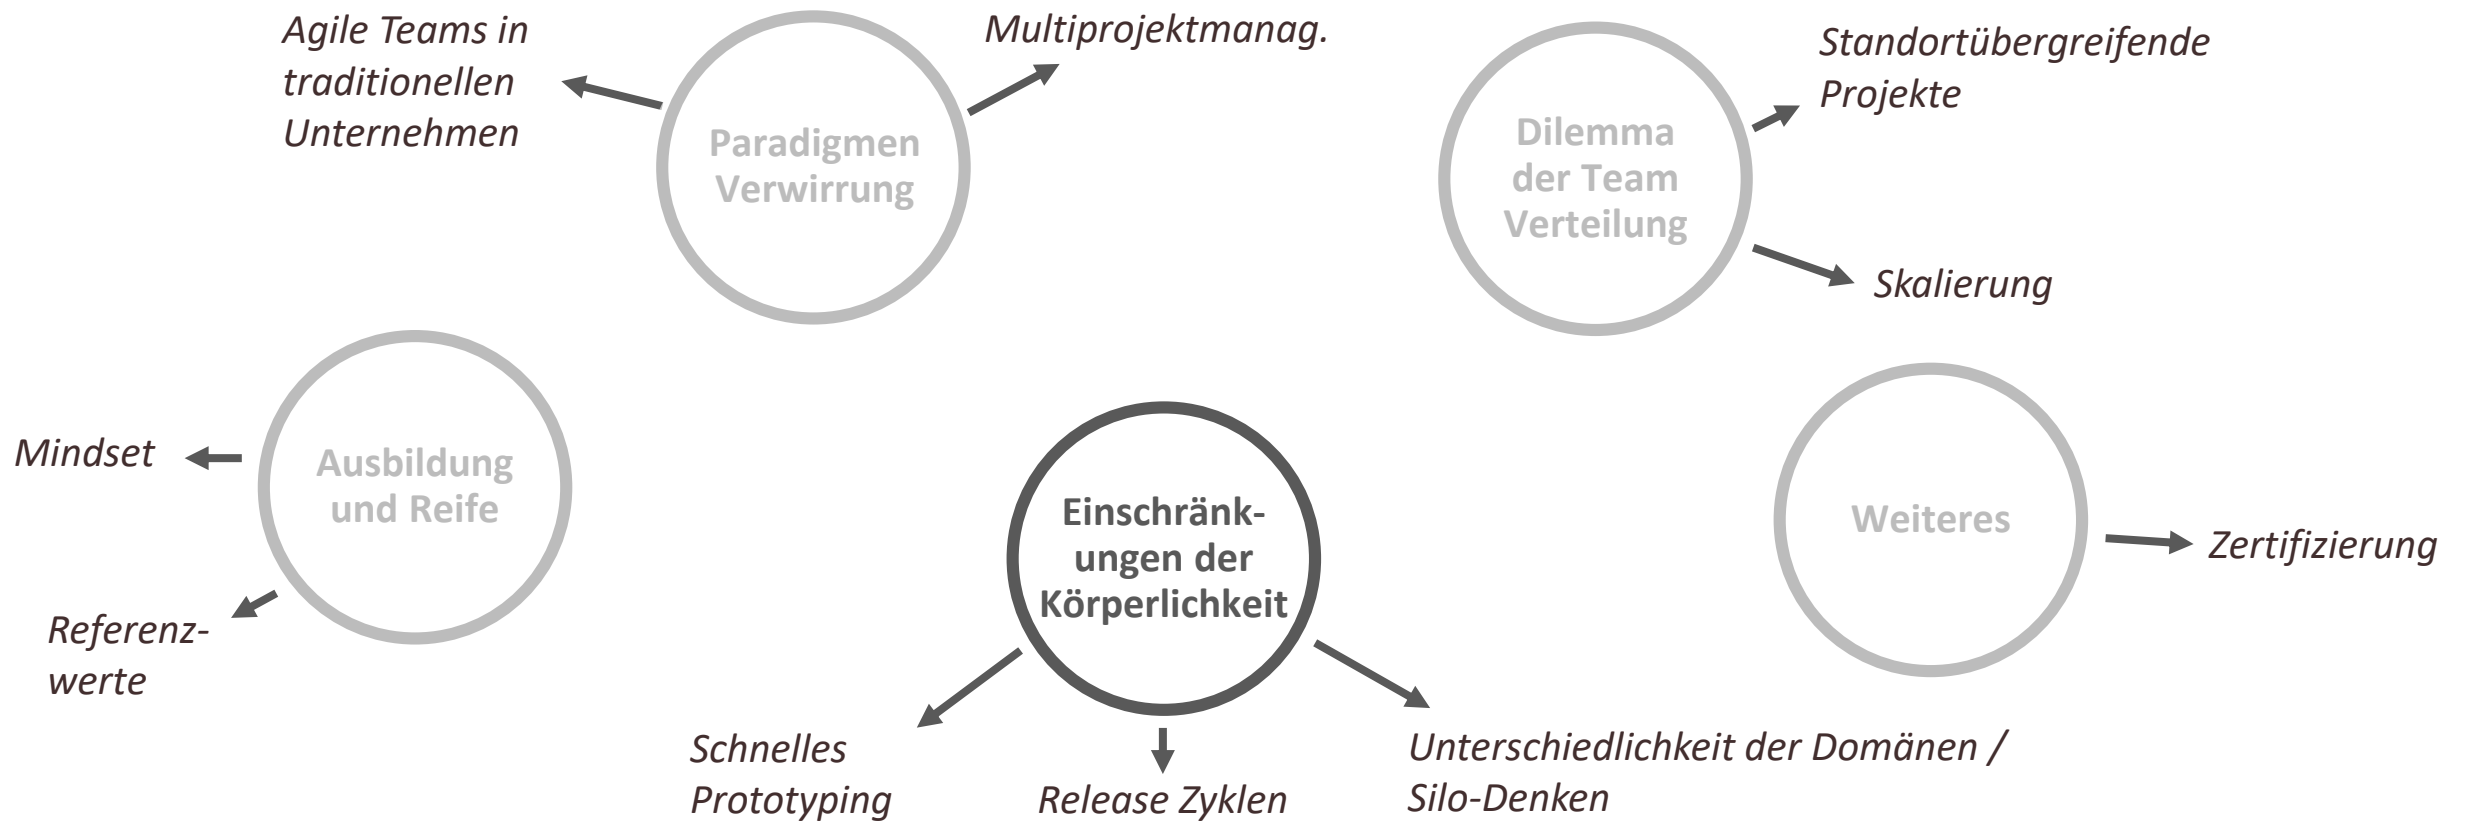 Agile Teams in
traditionellen
Unternehmen
Paradigmen
Verwirrung
Multiprojektmanag.
Dilemma
der Team
Verteilung
Standortübergreifende
Projekte
Skalierung
Mindset
Ausbildung
und Reife
Referenz-
werte
Einschränk-
ungen der
Körperlichkeit
Schnelles
Prototyping
Release Zyklen
Unterschiedlichkeit der Domänen /
Silo-Denken
Weiteres
Zertifizierung